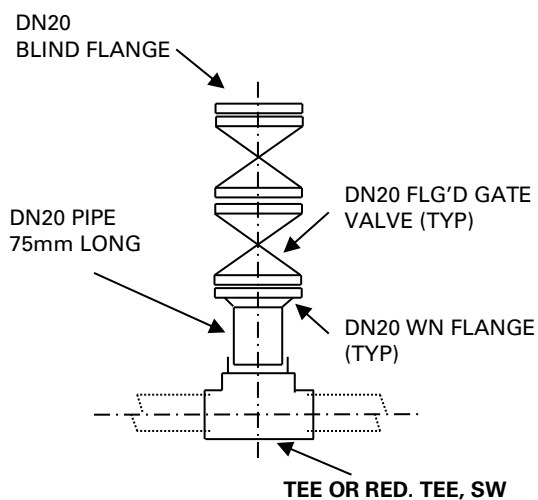 DN20
BLIND FLANGE
DN20 FLG'D GATE
VALVE (TYP)
DN20 PIPE
75mm LONG
DN20 WN FLANGE
(TYP)
TEE OR RED. TEE, SW